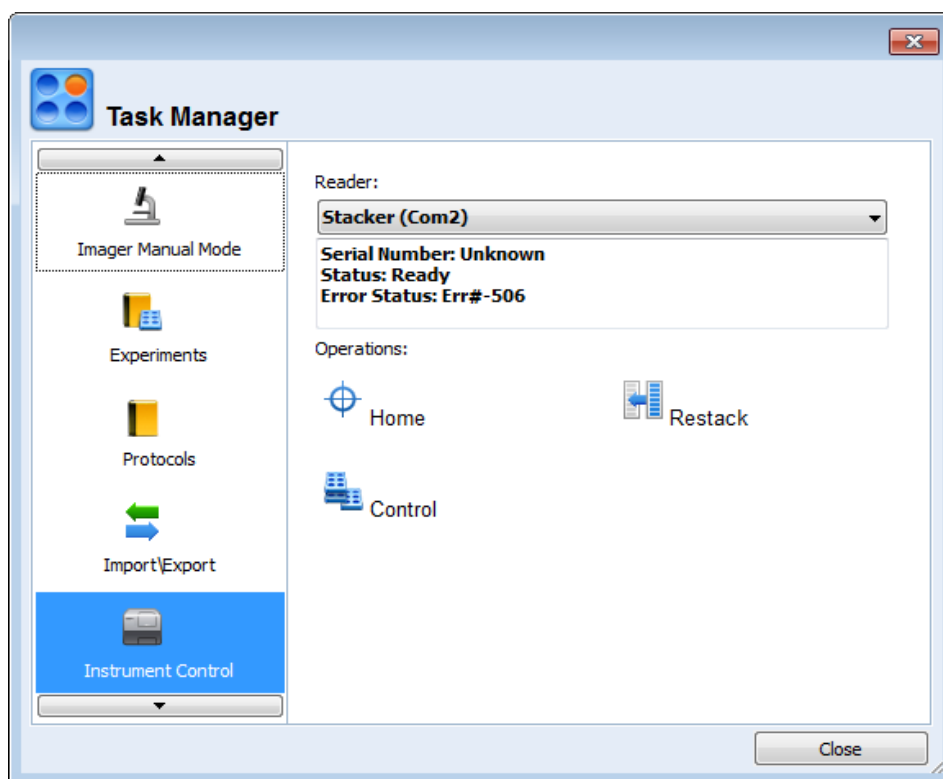 Task Manager
Imager Manual Mode
Experiments
Protocols
Import\Export
Instrument Control
Reader:
Stacker (Com2)
Serial Number: Unknown
Status: Ready
Error Status: Err#-506
Operations:
Home
Restack
Control
Close